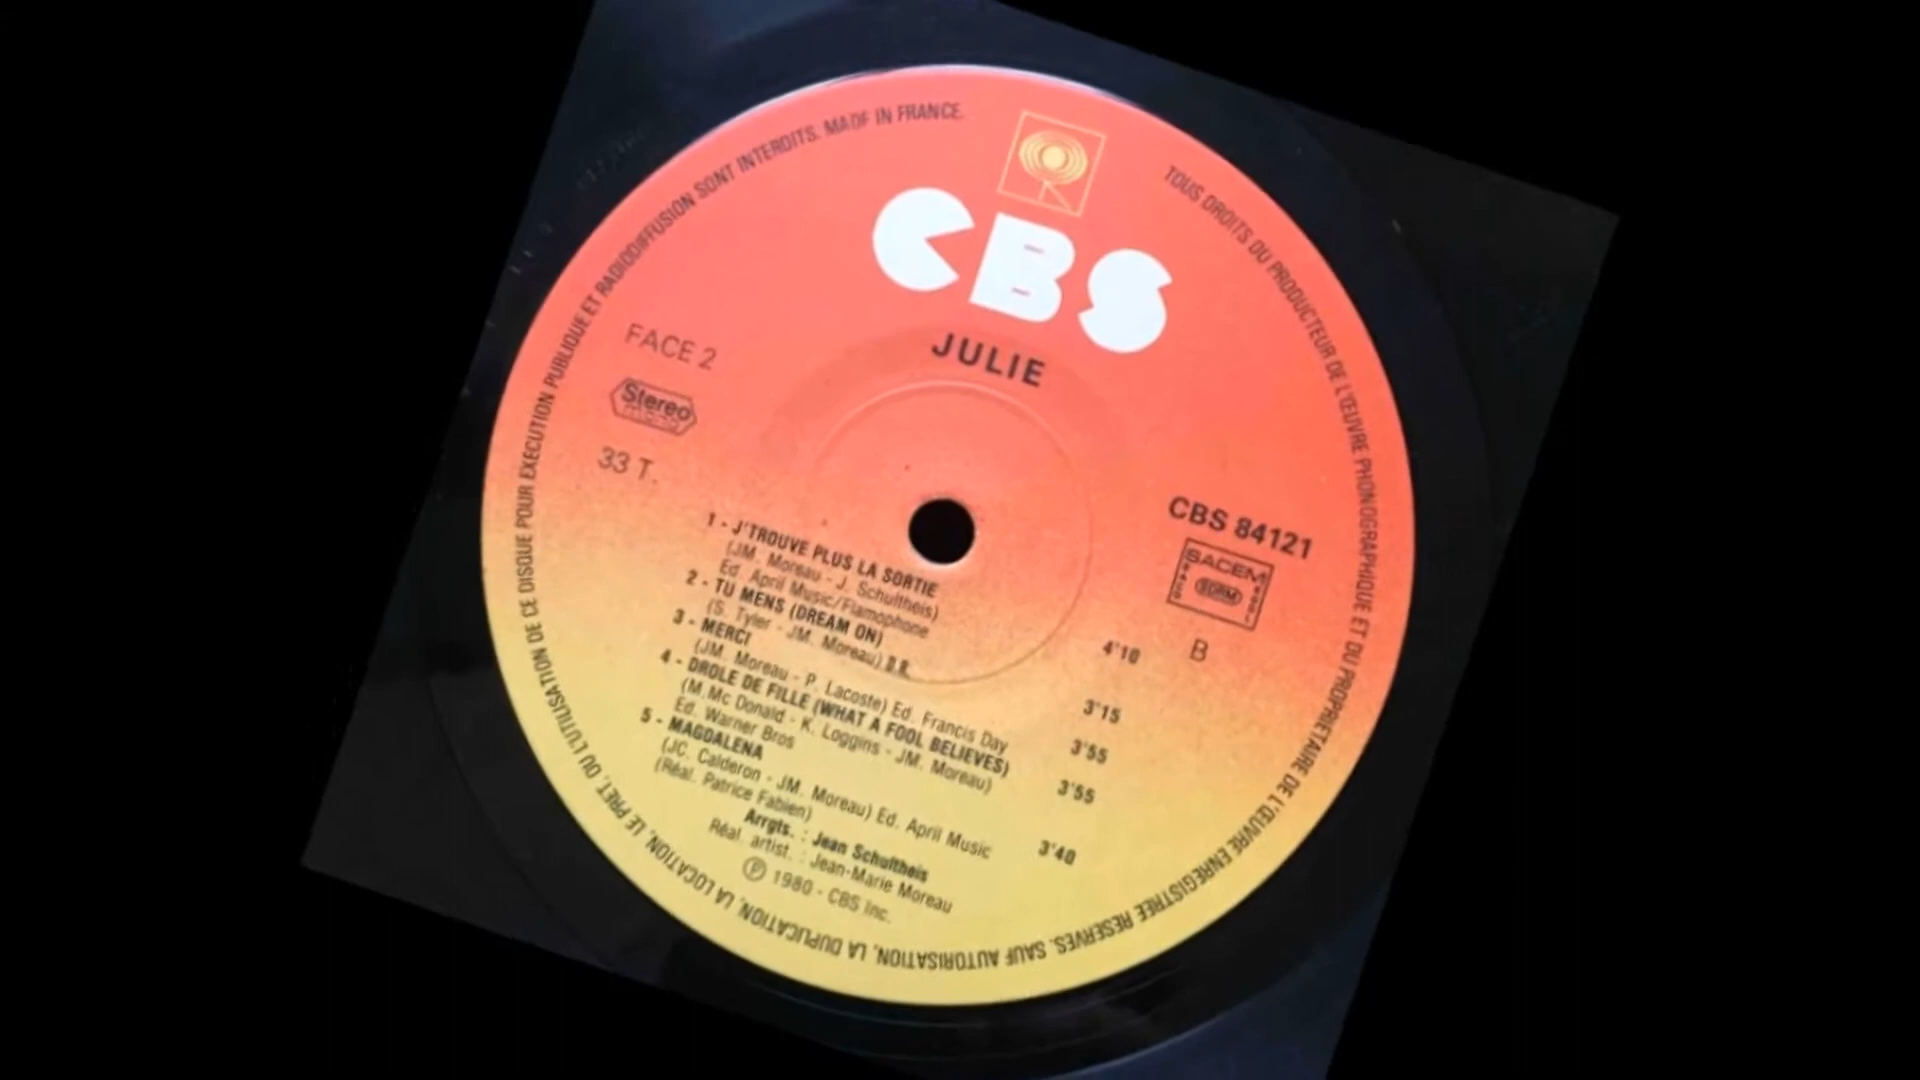 TOUS DROITS DU PRODUCTEUR DE L'ŒUVRE PHONOGRAPHIQUE ET DU PROPRIETAIRE DE L'ŒUVRE ENREGISTREE RESERVES. SAUF AUTORISATION, LA DUPLICATION, LA LOCATION, LE PRET, OU L'UTILISATION DE CE DISQUE POUR EXECUTION PUBLIQUE ET RADIODIFFUSION SONT INTERDITS. MADE IN FRANCE.
CBS
JULIE
FACE 2
Stereo
33 T.
CBS 84121
SACEM
SDRM
B
1 - J'TROUVE PLUS LA SORTIE
(JM. Moreau - J. Schultheis)
Ed. April Music/Flamophone 4'10
2 - TU MENS (DREAM ON)
(S. Tyler - JM. Moreau) D.R. 3'15
3 - MERCI
(JM. Moreau - P. Lacoste) Ed. Francis Day 3'55
4 - DROLE DE FILLE (WHAT A FOOL BELIEVES)
(M. Mc Donald - K. Loggins - JM. Moreau)
Ed. Warner Bros 3'55
5 - MAGDALENA
(JC. Calderon - JM. Moreau) Ed. April Music 3'40
(Réal. Patrice Fabien)
Arrgts. : Jean Schultheis
Réal. artist. : Jean-Marie Moreau
Ⓟ 1980 - CBS Inc.